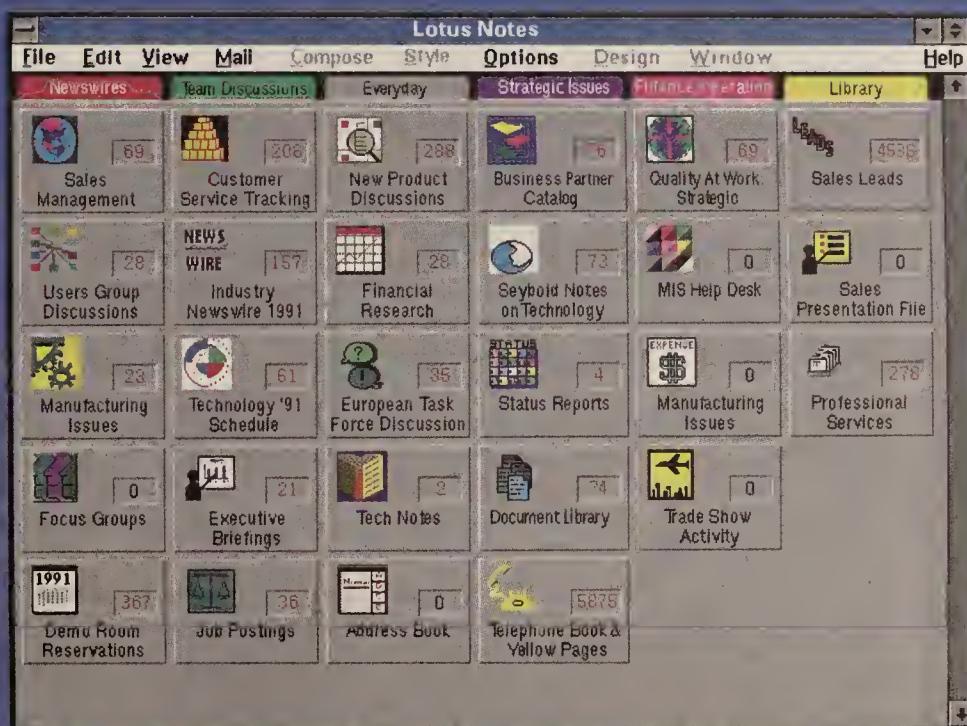 Lotus Notes
File Edit View Mail Compose Style Options Design Window Help
Newswires Team Discussions Everyday Strategic Issues Library
69
Sales
Management
208
Customer
Service Tracking
288
New Product
Discussions
6
Business Partner
Catalog
69
Quality At Work:
Strategic
LEADS
4536
Sales Leads
28
Users Group
Discussions
NEWS
WIRE
157
Industry
Newswire 1991
28
Financial
Research
73
Seybold Notes
on Technology
0
MIS Help Desk
0
Sales
Presentation File
23
Manufacturing
Issues
61
Technology '91
Schedule
35
European Task
Force Discussion
STATUS
4
Status Reports
EXPENSE
0
Manufacturing
Issues
278
Professional
Services
0
Focus Groups
21
Executive
Briefings
2
Tech Notes
74
Document Library
0
Trade Show
Activity
1991
367
Demo Room
Reservations
36
Job Postings
0
Address Book
5875
Telephone Book &
Yellow Pages